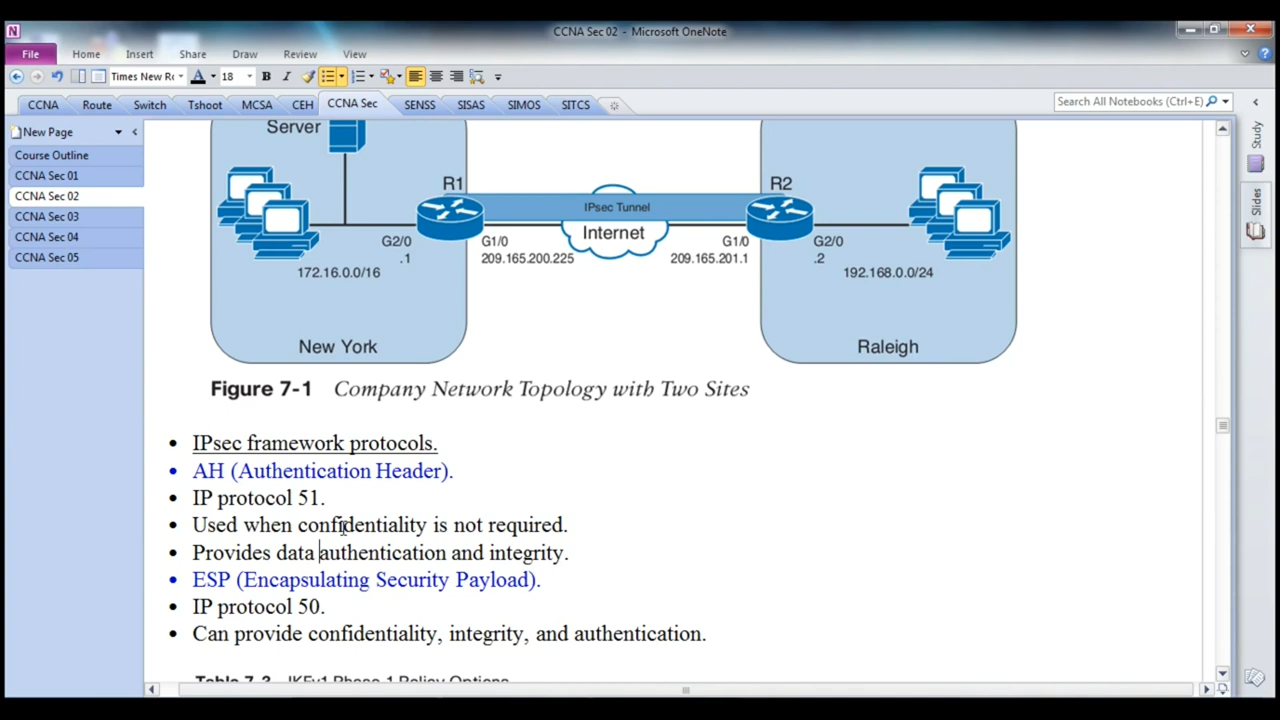 CCNA Sec 02 - Microsoft OneNote
File Home Insert Share Draw Review View
Times New Ro 18 B I
CCNA Route Switch Tshoot MCSA CEH CCNA Sec SENSS SISAS SIMOS SITCS
Search All Notebooks (Ctrl+E)
New Page
Course Outline
CCNA Sec 01
CCNA Sec 02
CCNA Sec 03
CCNA Sec 04
CCNA Sec 05
Study
Slides
Server
R1
R2
IPsec Tunnel
Internet
G2/0
.1
G1/0
209.165.200.225
G1/0
209.165.201.1
G2/0
.2
172.16.0.0/16
192.168.0.0/24
New York
Raleigh
Figure 7-1 Company Network Topology with Two Sites
• IPsec framework protocols.
• AH (Authentication Header).
• IP protocol 51.
• Used when confidentiality is not required.
• Provides data authentication and integrity.
• ESP (Encapsulating Security Payload).
• IP protocol 50.
• Can provide confidentiality, integrity, and authentication.